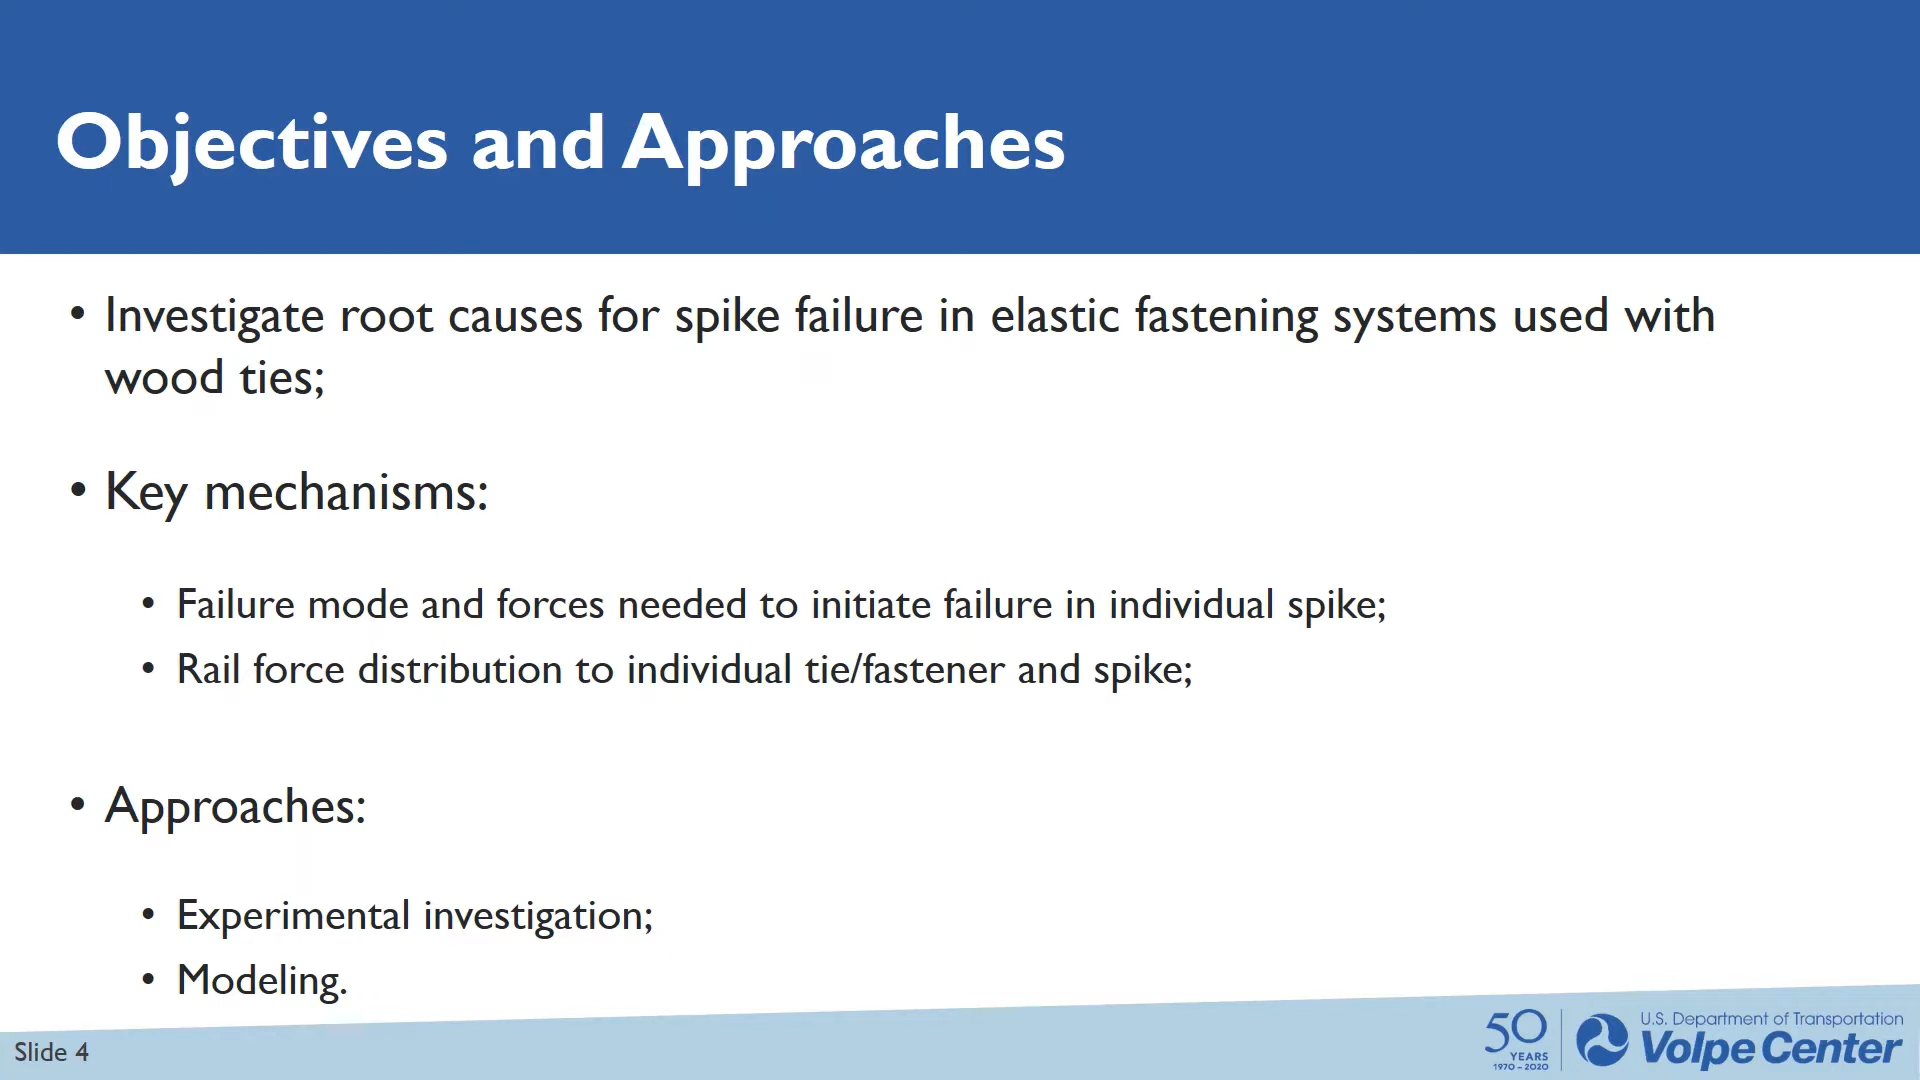 Objectives and Approaches
• Investigate root causes for spike failure in elastic fastening systems used with
wood ties;
• Key mechanisms:
• Failure mode and forces needed to initiate failure in individual spike;
• Rail force distribution to individual tie/fastener and spike;
• Approaches:
• Experimental investigation;
• Modeling.
Slide 4
50
YEARS
1970 – 2020
U.S. Department of Transportation
Volpe Center